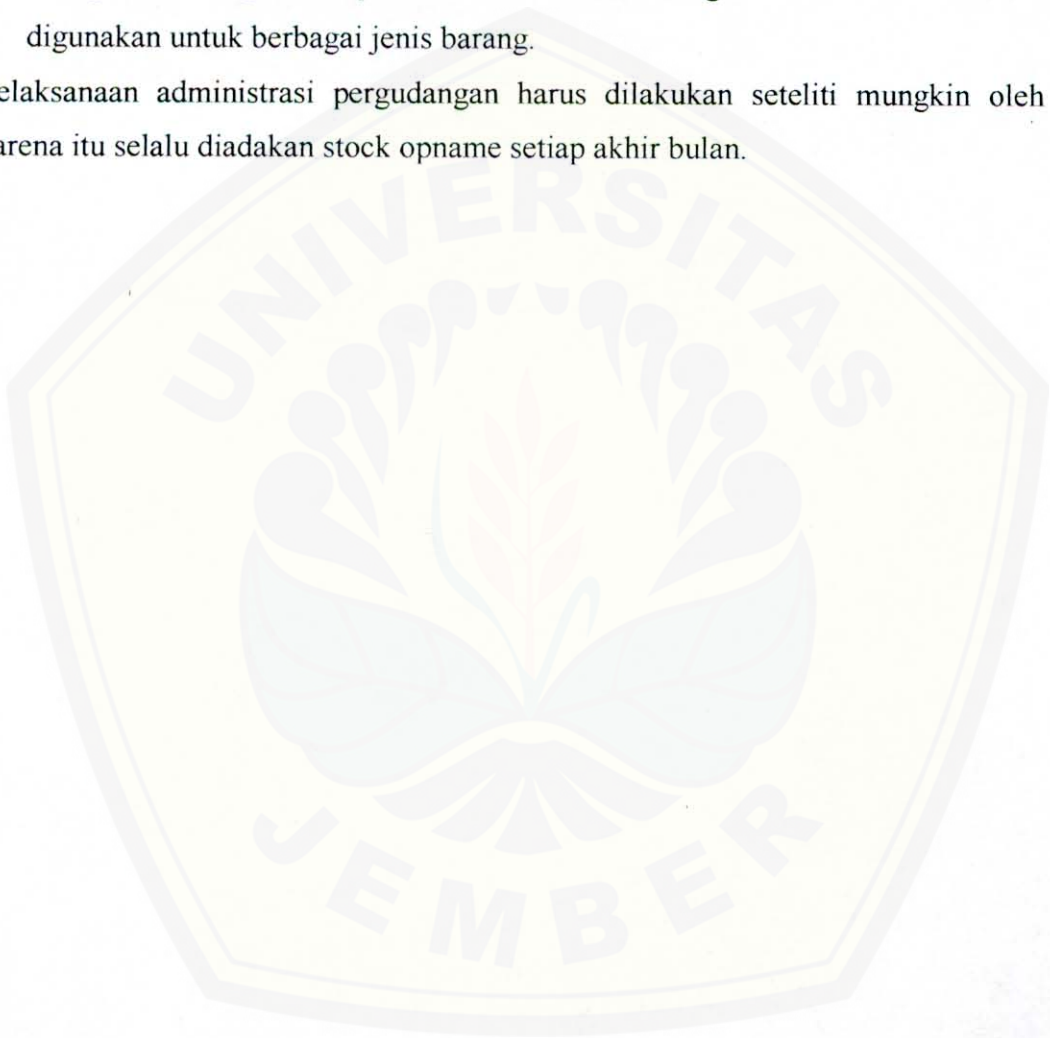 digunakan untuk berbagai jenis barang.
elaksanaan administrasi pergudangan harus dilakukan seteliti mungkin oleh
arena itu selalu diadakan stock opname setiap akhir bulan.
UNIVERSITAS
JEMBER